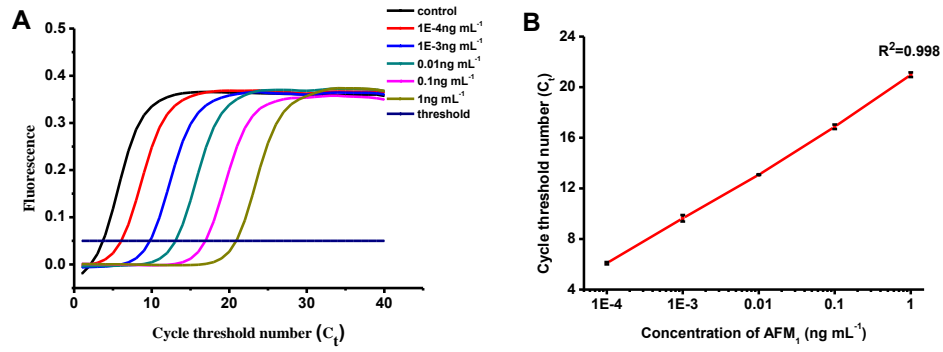 A
control
1E-4ng mL⁻¹
1E-3ng mL⁻¹
0.01ng mL⁻¹
0.1ng mL⁻¹
1ng mL⁻¹
threshold
0.5
0.4
0.3
0.2
0.1
0.0
Fluorescence
0 10 20 30 40
Cycle threshold number (Cₜ)
B
R²=0.998
24
20
16
12
8
4
Cycle threshold number (Cₜ)
1E-4 1E-3 0.01 0.1 1
Concentration of AFM₁ (ng mL⁻¹)